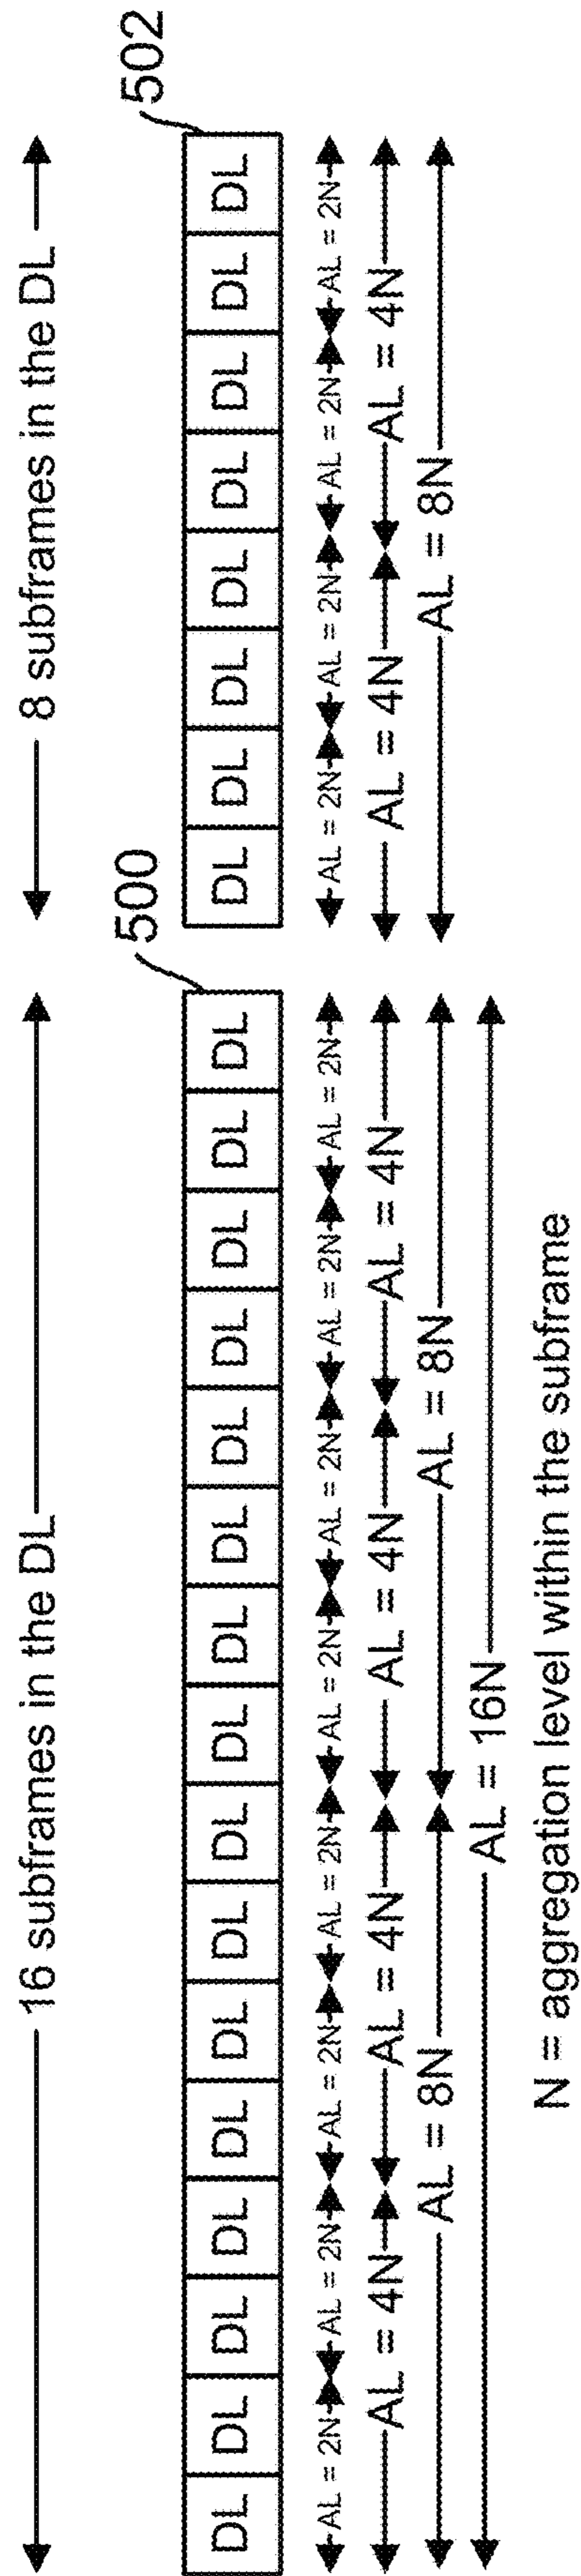 16 subframes in the DL 8 subframes in the DL
500 502
DL DL DL DL DL DL DL DL DL DL DL DL DL DL DL DL DL DL DL DL DL DL DL DL
AL = 2N AL = 2N AL = 2N AL = 2N AL = 2N AL = 2N AL = 2N AL = 2N AL = 2N AL = 2N AL = 2N AL = 2N
AL = 4N AL = 4N AL = 4N AL = 4N AL = 4N AL = 4N
AL = 8N AL = 8N AL = 8N
AL = 16N
N = aggregation level within the subframe